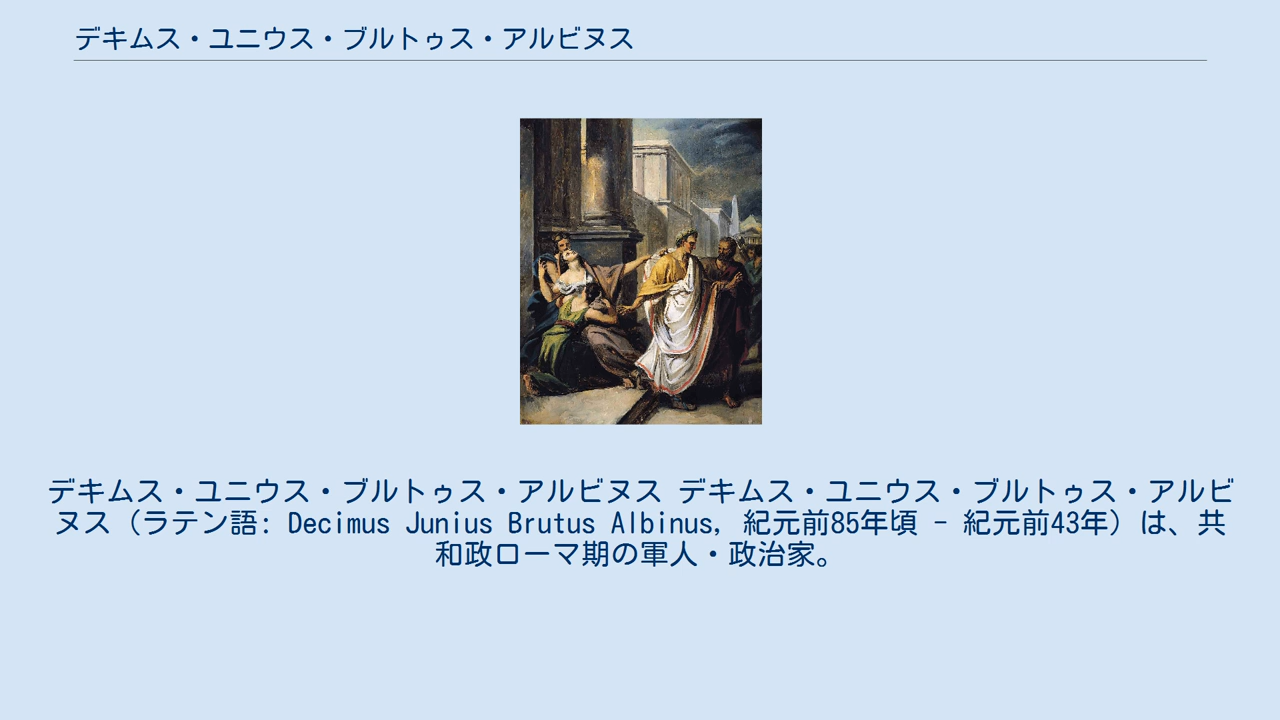 デキムス・ユニウス・ブルトゥス・アルビヌス
デキムス・ユニウス・ブルトゥス・アルビヌス デキムス・ユニウス・ブルトゥス・アルビ
ヌス（ラテン語: Decimus Junius Brutus Albinus, 紀元前85年頃 - 紀元前43年）は、共
和政ローマ期の軍人・政治家。